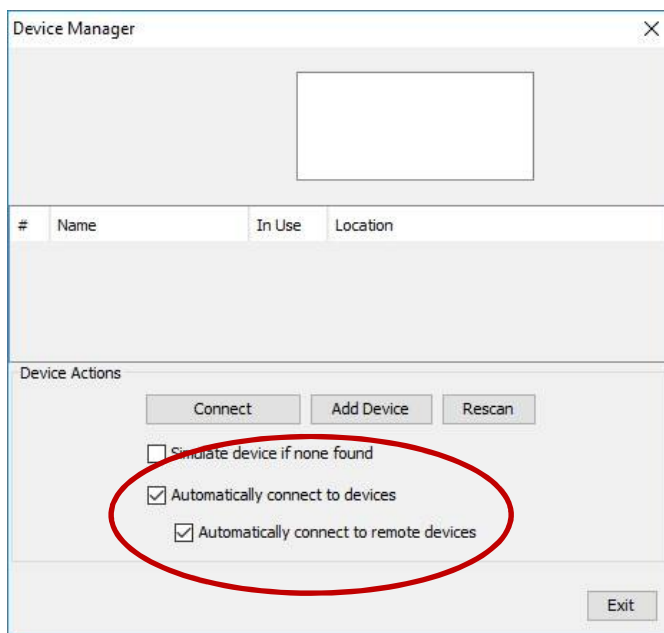 Device Manager
# Name In Use Location
Device Actions
Connect Add Device Rescan
Simulate device if none found
Automatically connect to devices
Automatically connect to remote devices
Exit